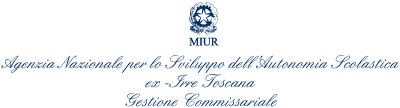 MIUR
Agenzia Nazionale per lo Sviluppo dell'Autonomia Scolastica
ex -Irre Toscana
Gestione Commissariale